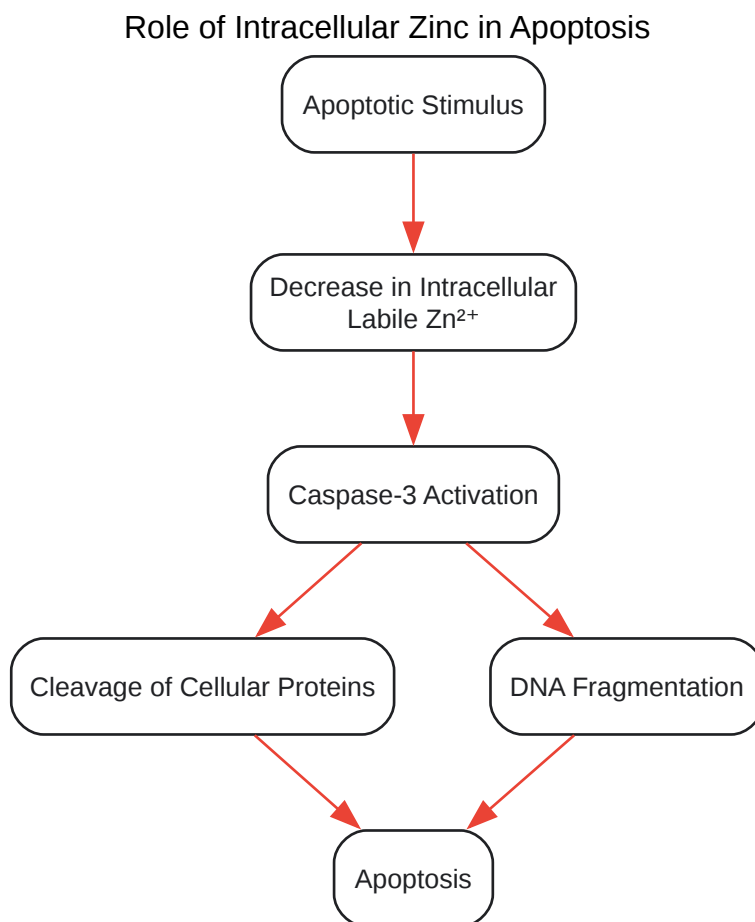 Role of Intracellular Zinc in Apoptosis
Apoptotic Stimulus
Decrease in Intracellular
Labile Zn²⁺
Caspase-3 Activation
Cleavage of Cellular Proteins
DNA Fragmentation
Apoptosis